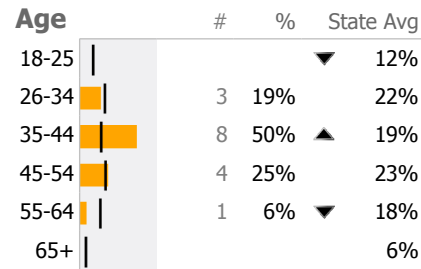 Age # % State Avg
18-25 ▼ 12%
26-34 3 19% 22%
35-44 8 50% ▲ 19%
45-54 4 25% 23%
55-64 1 6% ▼ 18%
65+ 6%